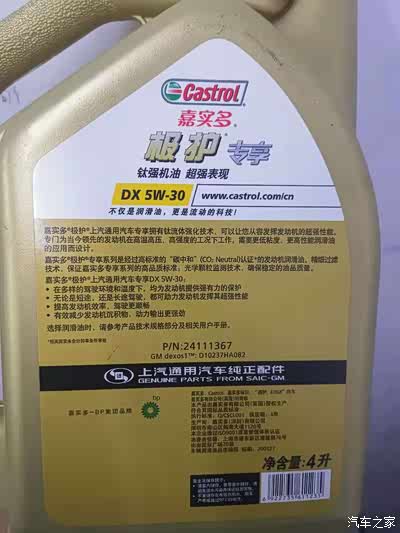 Castrol
嘉实多
极护 专享
钛强机油 超强表现
DX 5W-30
www.castrol.com/cn
不仅是润滑油，更是流动的科技！
嘉实多®极护®上汽通用汽车专享拥有钛流体强化技术，可以让您从容发挥发动机的超强性能。
专门为当今领先的发动机在高温高压、高强度的工况下工作，需要更低粘度、更高性能润滑油
的应用而设计。
嘉实多®极护®专享系列是经过高标准的“碳中和”(CO₂ Neutral)认证*的发动机润滑油，精细过滤
技术，保证嘉实多专享系列的高品质标准；光学颗粒监测技术，确保稳定的油品质量。
嘉实多®极护®上汽通用汽车专享DX 5W-30:
• 在多样的驾驶环境和温度下，均为发动机提供强有力的保护
• 无论是短途、还是长途驾驶，都可助力发动机发挥其超强性能
• 提高发动机效率，驾驶更顺畅
• 有效减少发动机沉积物，动力输出更强劲
选择润滑油时，请参考产品技术规格部分及相关用户手册。
P/N:24111367
GM dexos1™: D10237HA082
上汽通用汽车纯正配件
GENUINE PARTS FROM SAIC-GM
嘉实多—BP集团品牌
bp
净含量：4升
汽车之家